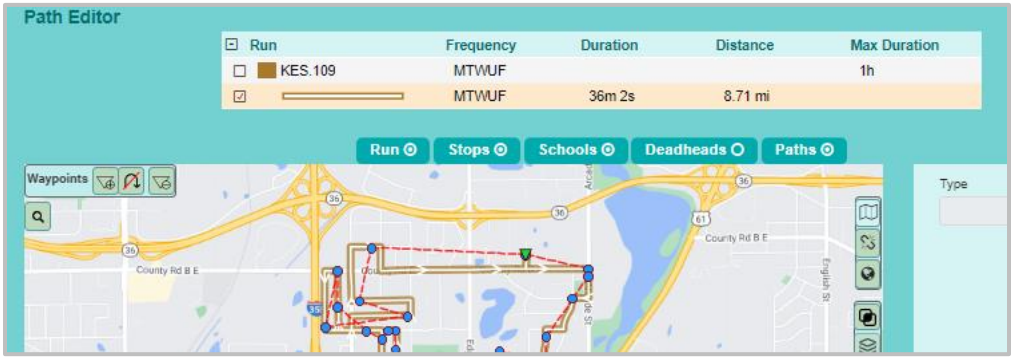 Path Editor
Run Frequency Duration Distance Max Duration
KES.109 MTWUF 1h
MTWUF 36m 2s 8.71 mi
Run Stops Schools Deadheads Paths
Waypoints
Type
36
36
36
36
61
County Rd B E
County Rd B E
English St
35E